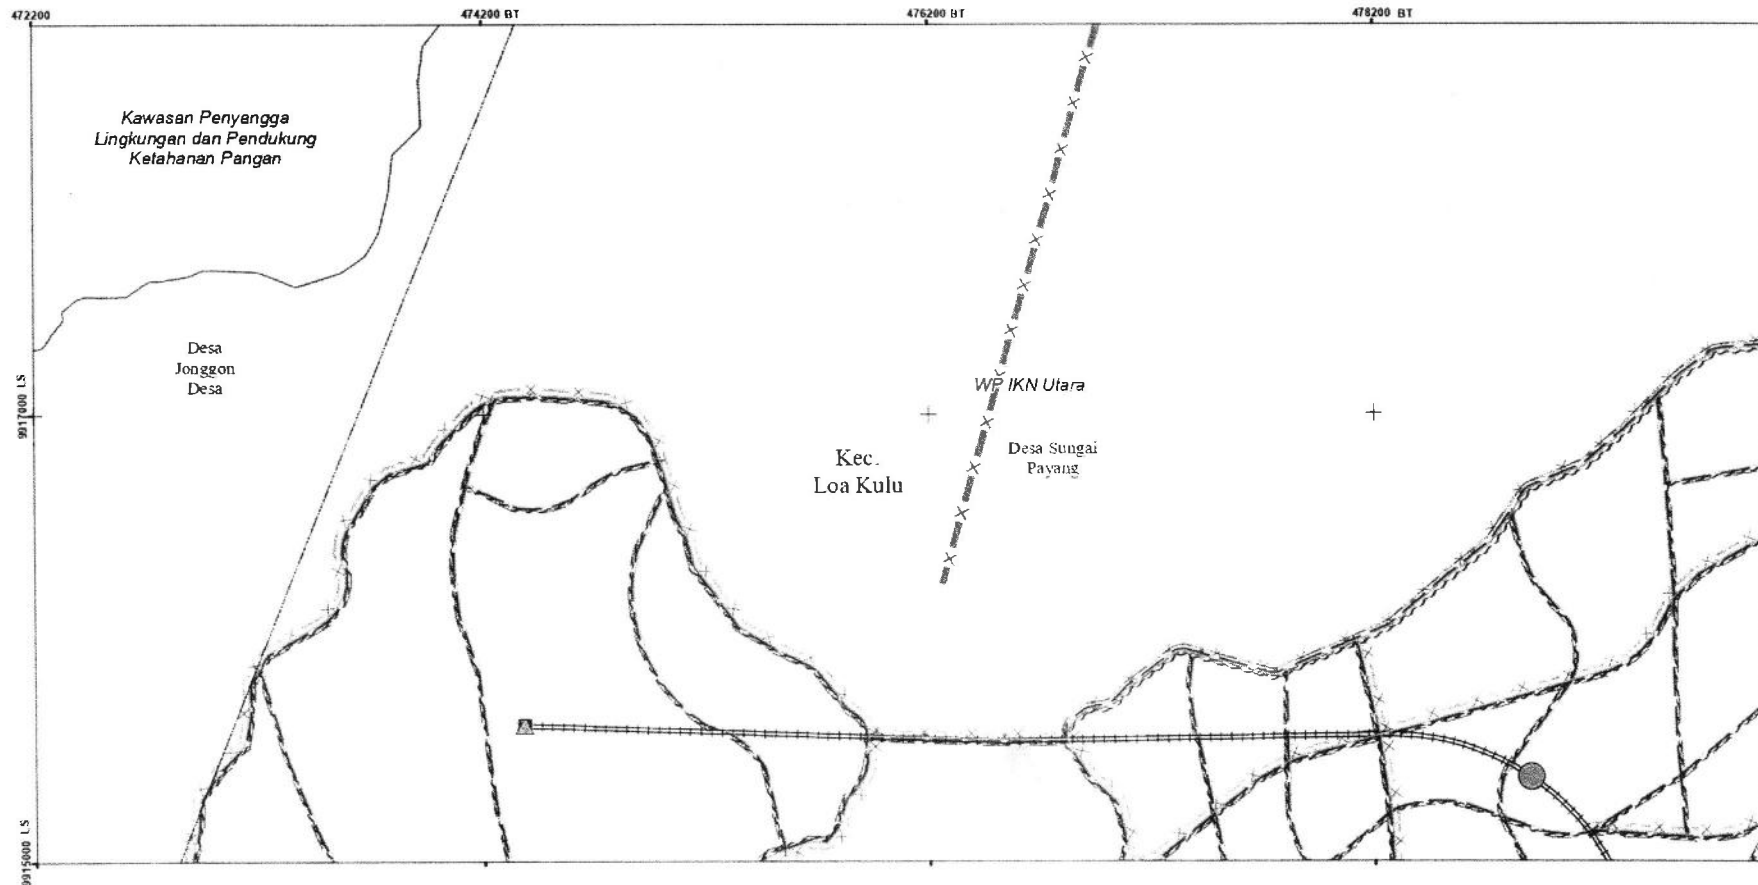 472200
474200 BT
476200 BT
478200 BT
Kawasan Penyangga
Lingkungan dan Pendukung
Ketahanan Pangan
Desa
Jonggon
Desa
WP IKN Utara
9917000 LS
Kec.
Loa Kulu
Desa Sungai
Payang
9915000 LS